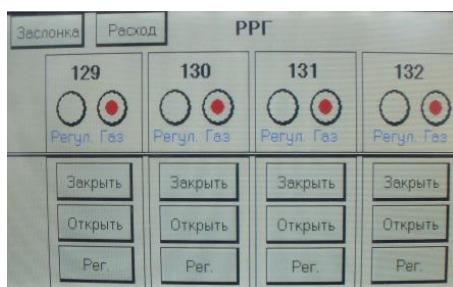 Заслонка Расход РРГ
129 130 131 132
Регул. Газ Регул. Газ Регул. Газ Регул. Газ
Закрыть Закрыть Закрыть Закрыть
Открыть Открыть Открыть Открыть
Рег. Рег. Рег. Рег.